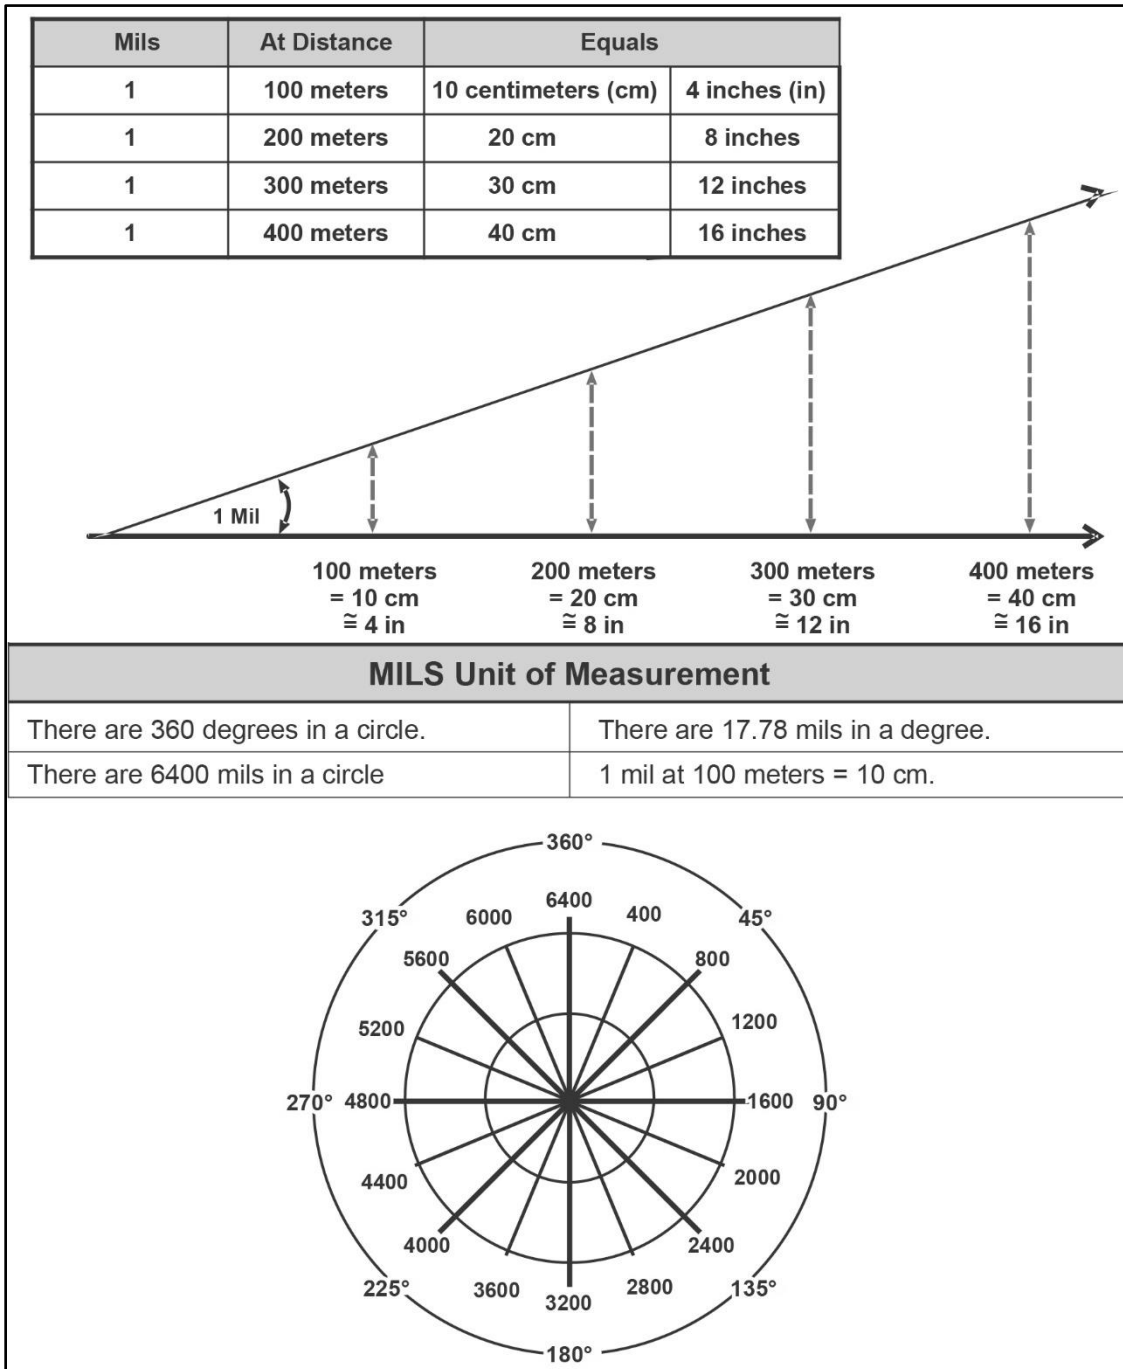 Mils At Distance Equals
1 100 meters 10 centimeters (cm) 4 inches (in)
1 200 meters 20 cm 8 inches
1 300 meters 30 cm 12 inches
1 400 meters 40 cm 16 inches
1 Mil
100 meters 200 meters 300 meters 400 meters
= 10 cm = 20 cm = 30 cm = 40 cm
≅ 4 in ≅ 8 in ≅ 12 in ≅ 16 in
MILS Unit of Measurement
There are 360 degrees in a circle. There are 17.78 mils in a degree.
There are 6400 mils in a circle 1 mil at 100 meters = 10 cm.
360°
6400
315° 6000 400 45°
5600 800
5200 1200
270° 4800 1600 90°
4400 2000
4000 2400
225° 3600 2800 135°
3200
180°